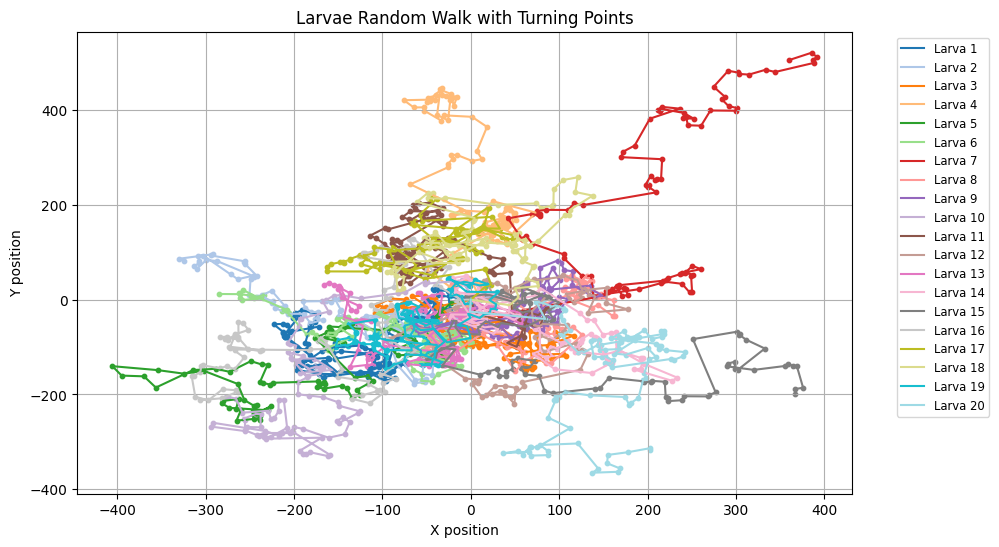 Larvae Random Walk with Turning Points
Y position
400
200
0
−200
−400
−400
−300
−200
−100
0
100
200
300
400
X position
Larva 1
Larva 2
Larva 3
Larva 4
Larva 5
Larva 6
Larva 7
Larva 8
Larva 9
Larva 10
Larva 11
Larva 12
Larva 13
Larva 14
Larva 15
Larva 16
Larva 17
Larva 18
Larva 19
Larva 20